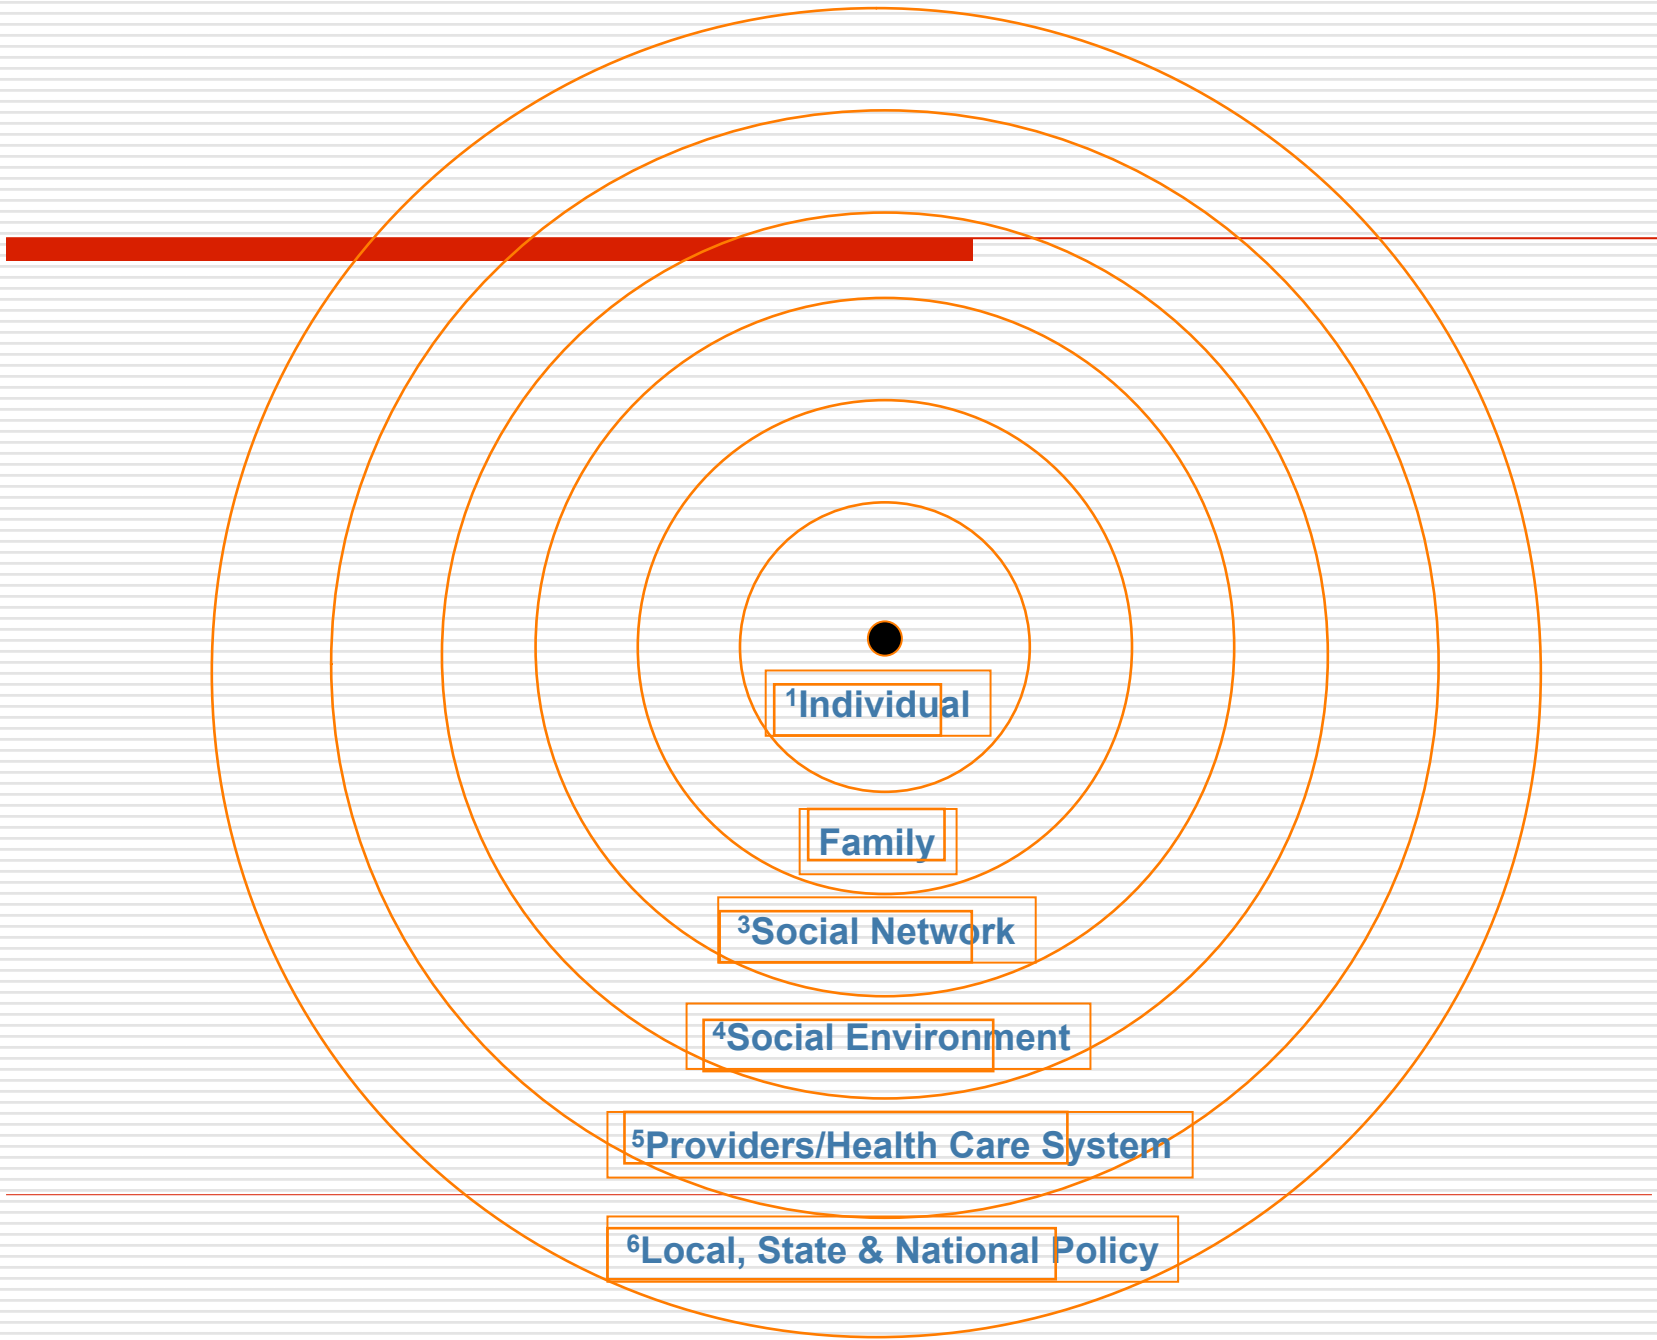 ¹Individual
Family
³Social Network
⁴Social Environment
⁵Providers/Health Care System
⁶Local, State & National Policy